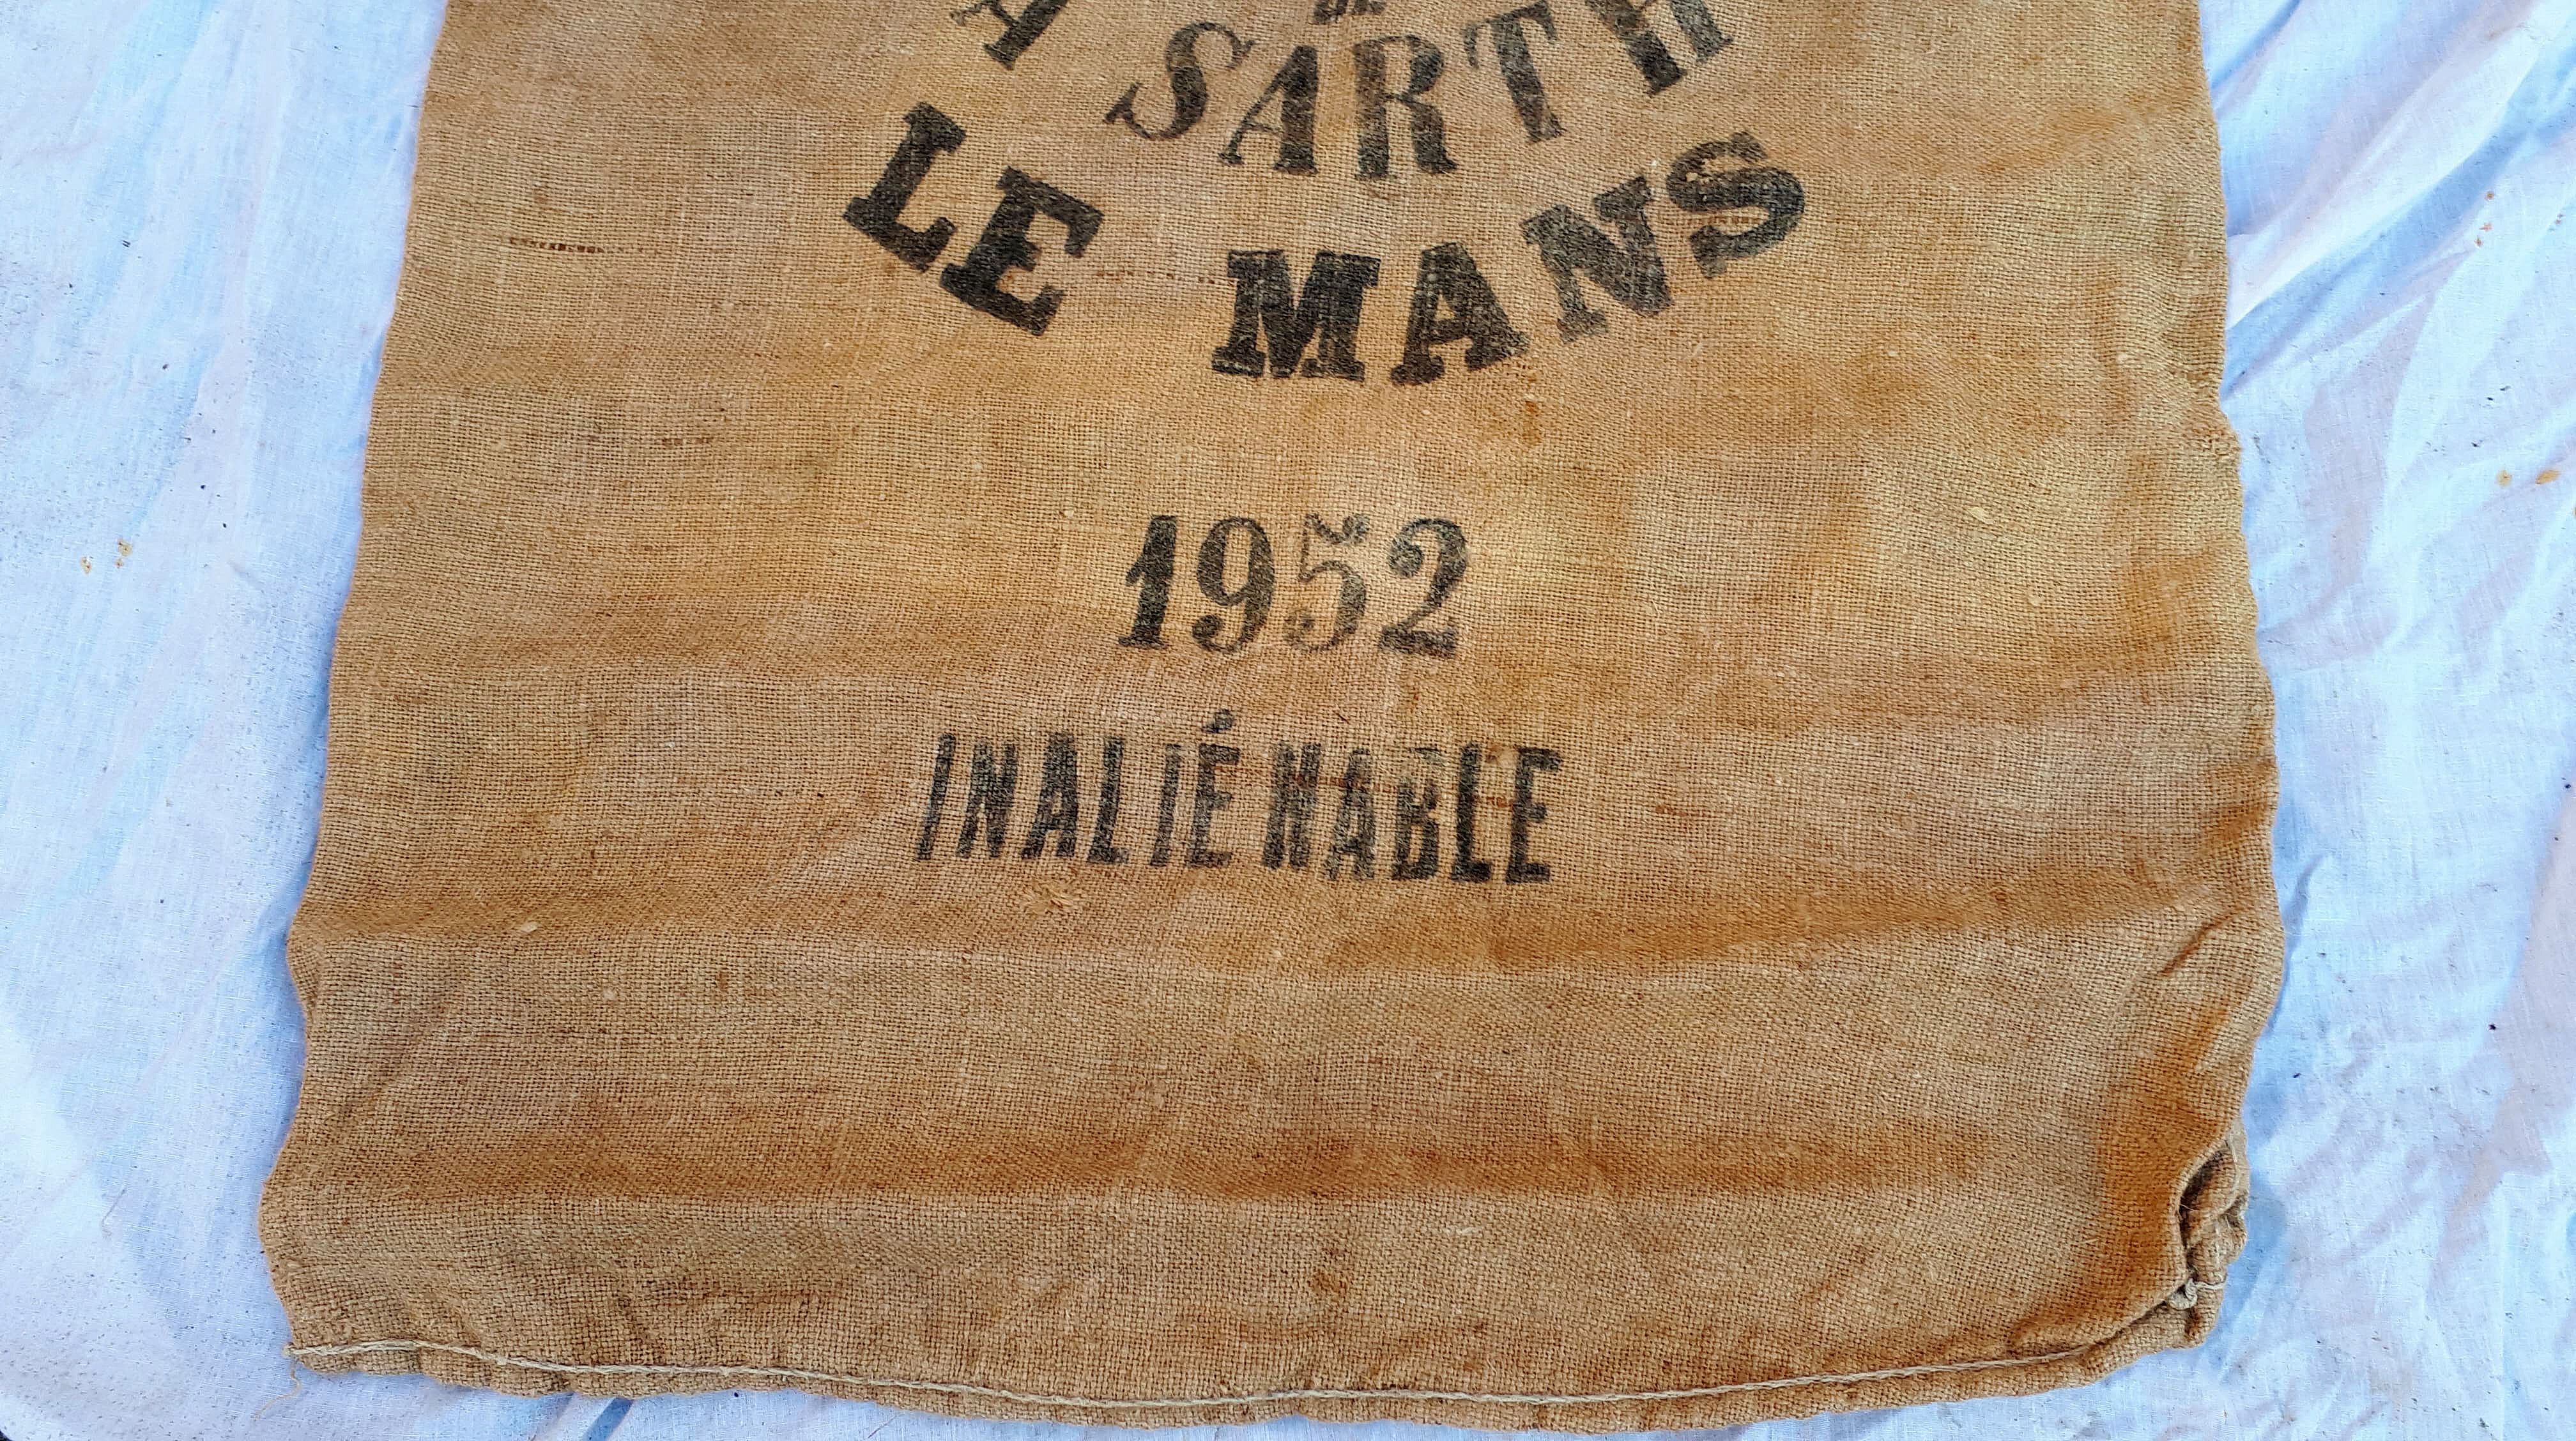 SARTH
LE MANS
1952
INALIÉNABLE